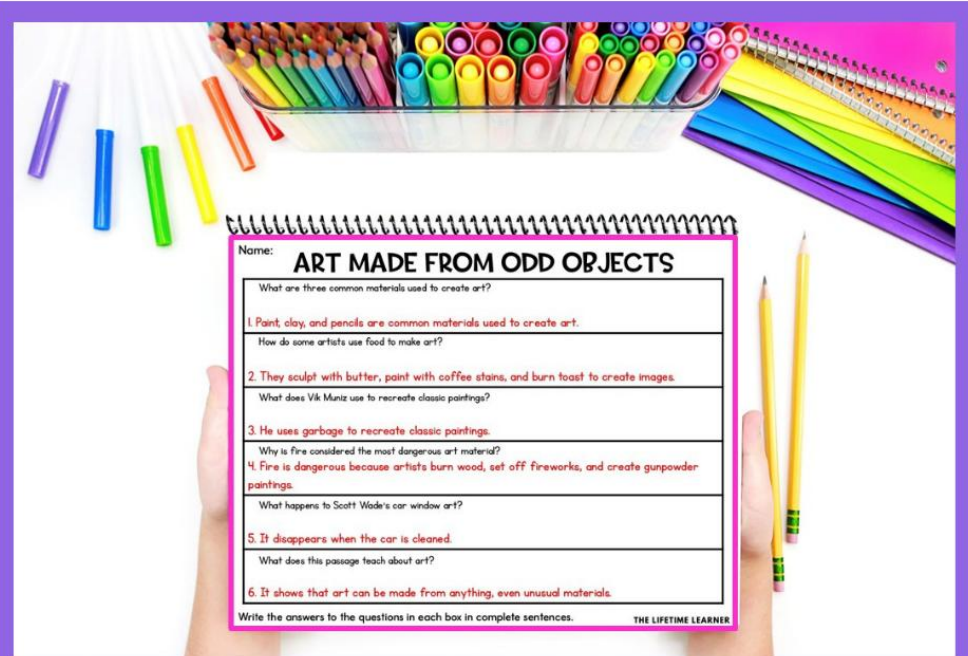 Name:
ART MADE FROM ODD OBJECTS
What are three common materials used to create art?
1. Paint, clay, and pencils are common materials used to create art.
How do some artists use food to make art?
2. They sculpt with butter, paint with coffee stains, and burn toast to create images.
What does Vik Muniz use to recreate classic paintings?
3. He uses garbage to recreate classic paintings.
Why is fire considered the most dangerous art material?
4. Fire is dangerous because artists burn wood, set off fireworks, and create gunpowder
paintings.
What happens to Scott Wade's car window art?
5. It disappears when the car is cleaned.
What does this passage teach about art?
6. It shows that art can be made from anything, even unusual materials.
Write the answers to the questions in each box in complete sentences.
THE LIFETIME LEARNER